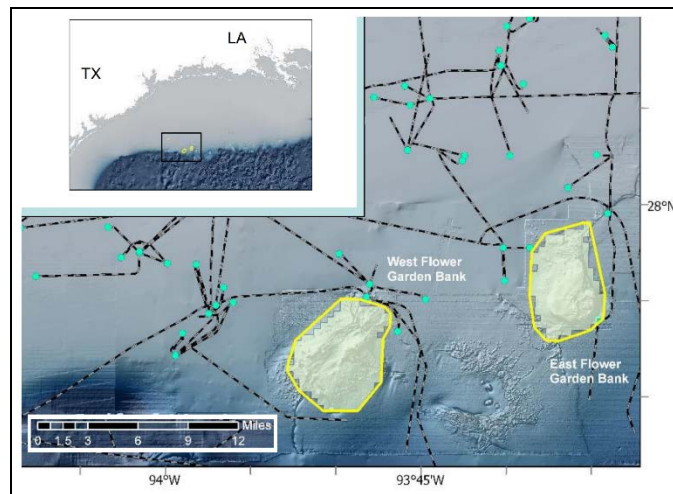 LA
TX
28°N
West Flower
Garden Bank
East Flower
Garden Bank
Miles
0 1.5 3 6 9 12
94°W
93°45'W